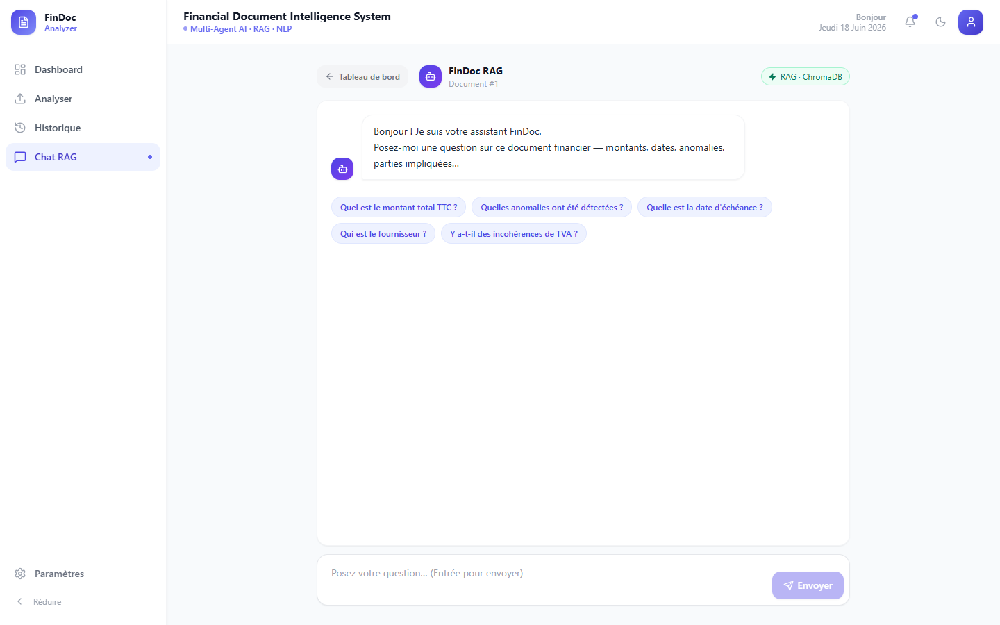 FinDoc
Analyzer
Dashboard
Analyser
Historique
Chat RAG
Paramètres
Réduire
Financial Document Intelligence System
Multi-Agent AI · RAG · NLP
Bonjour
Jeudi 18 Juin 2026
Tableau de bord
FinDoc RAG
Document #1
RAG · ChromaDB
Bonjour ! Je suis votre assistant FinDoc.
Posez-moi une question sur ce document financier — montants, dates, anomalies,
parties impliquées...
Quel est le montant total TTC ?
Quelles anomalies ont été détectées ?
Quelle est la date d'échéance ?
Qui est le fournisseur ?
Y a-t-il des incohérences de TVA ?
Posez votre question... (Entrée pour envoyer)
Envoyer